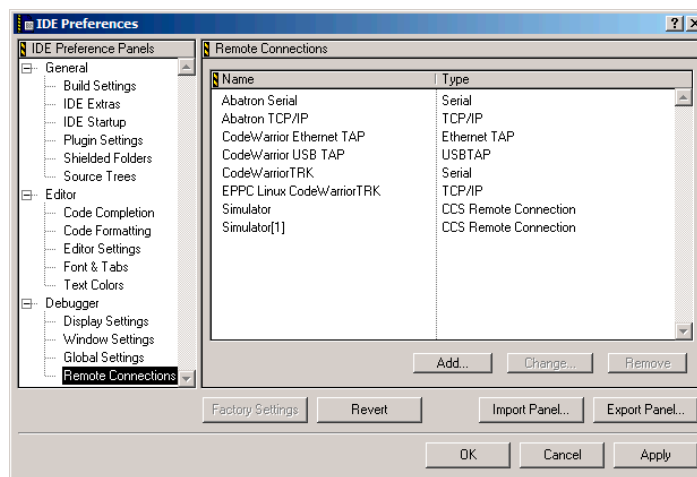 IDE Preferences
IDE Preference Panels
General
Build Settings
IDE Extras
IDE Startup
Plugin Settings
Shielded Folders
Source Trees
Editor
Code Completion
Code Formatting
Editor Settings
Font & Tabs
Text Colors
Debugger
Display Settings
Window Settings
Global Settings
Remote Connections
Remote Connections
Name Type
Abatron Serial Serial
Abatron TCP/IP TCP/IP
CodeWarrior Ethernet TAP Ethernet TAP
CodeWarrior USB TAP USBTAP
CodeWarriorTRK Serial
EPPC Linux CodeWarriorTRK TCP/IP
Simulator CCS Remote Connection
Simulator[1] CCS Remote Connection
Add... Change... Remove
Factory Settings Revert Import Panel... Export Panel...
OK Cancel Apply